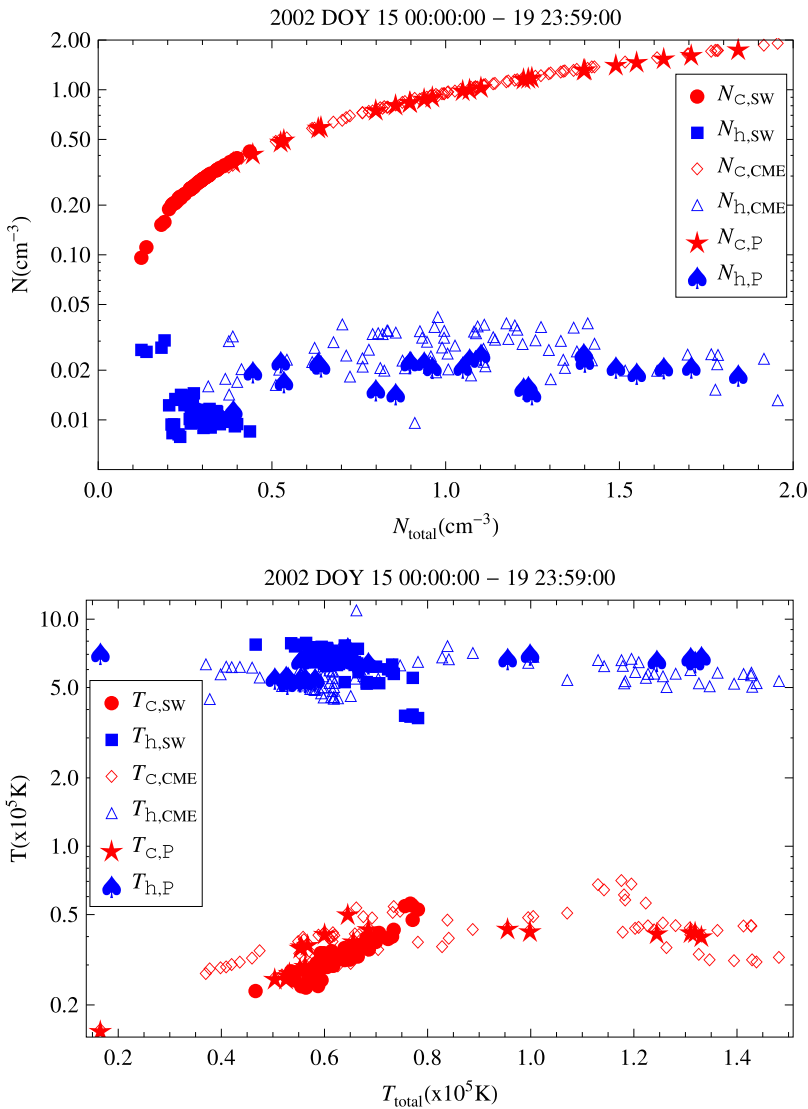 2002 DOY 15 00:00:00 – 19 23:59:00
2.00
1.00
0.50
0.20
0.10
0.05
0.02
0.01
N(cm⁻³)
N_c,SW
N_h,SW
N_c,CME
N_h,CME
N_c,P
N_h,P
0.0 0.5 1.0 1.5 2.0
N_total(cm⁻³)
2002 DOY 15 00:00:00 – 19 23:59:00
10.0
5.0
2.0
1.0
0.5
0.2
T(x10⁵K)
T_c,SW
T_h,SW
T_c,CME
T_h,CME
T_c,P
T_h,P
0.2 0.4 0.6 0.8 1.0 1.2 1.4
T_total(x10⁵K)